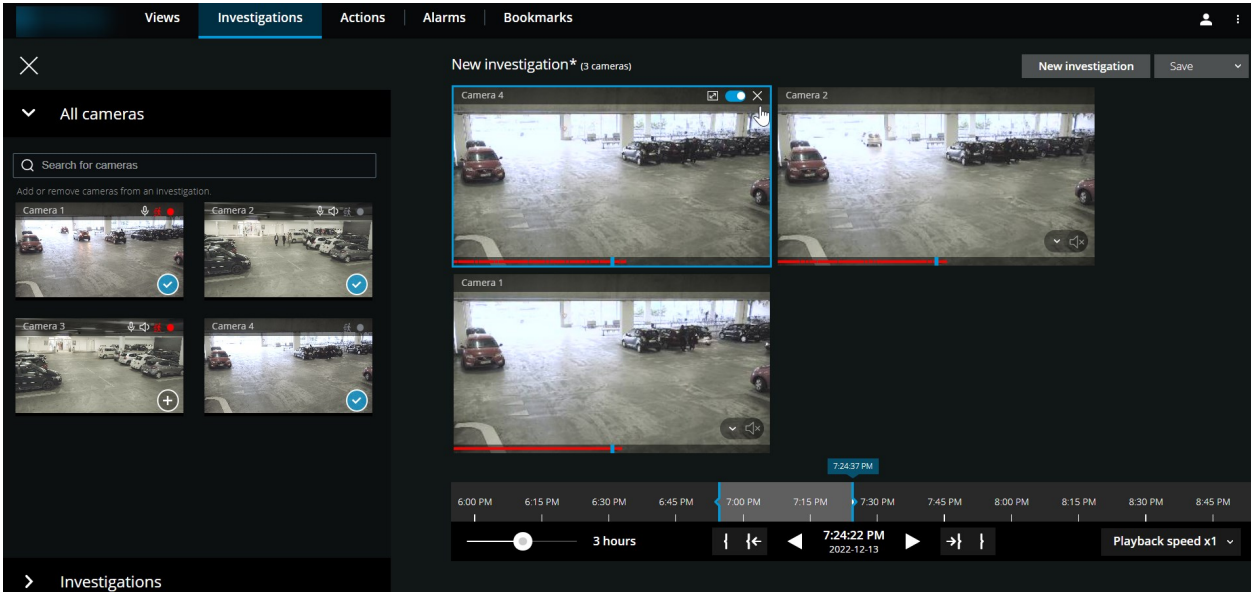 Views Investigations Actions Alarms Bookmarks
New investigation* (3 cameras)
New investigation
Save
All cameras
Search for cameras
Add or remove cameras from an investigation.
Camera 1
Camera 2
Camera 3
Camera 4
Investigations
Camera 4
Camera 2
Camera 1
7:24:37 PM
6:00 PM 6:15 PM 6:30 PM 6:45 PM 7:00 PM 7:15 PM 7:30 PM 7:45 PM 8:00 PM 8:15 PM 8:30 PM 8:45 PM
3 hours
7:24:22 PM
2022-12-13
Playback speed x1